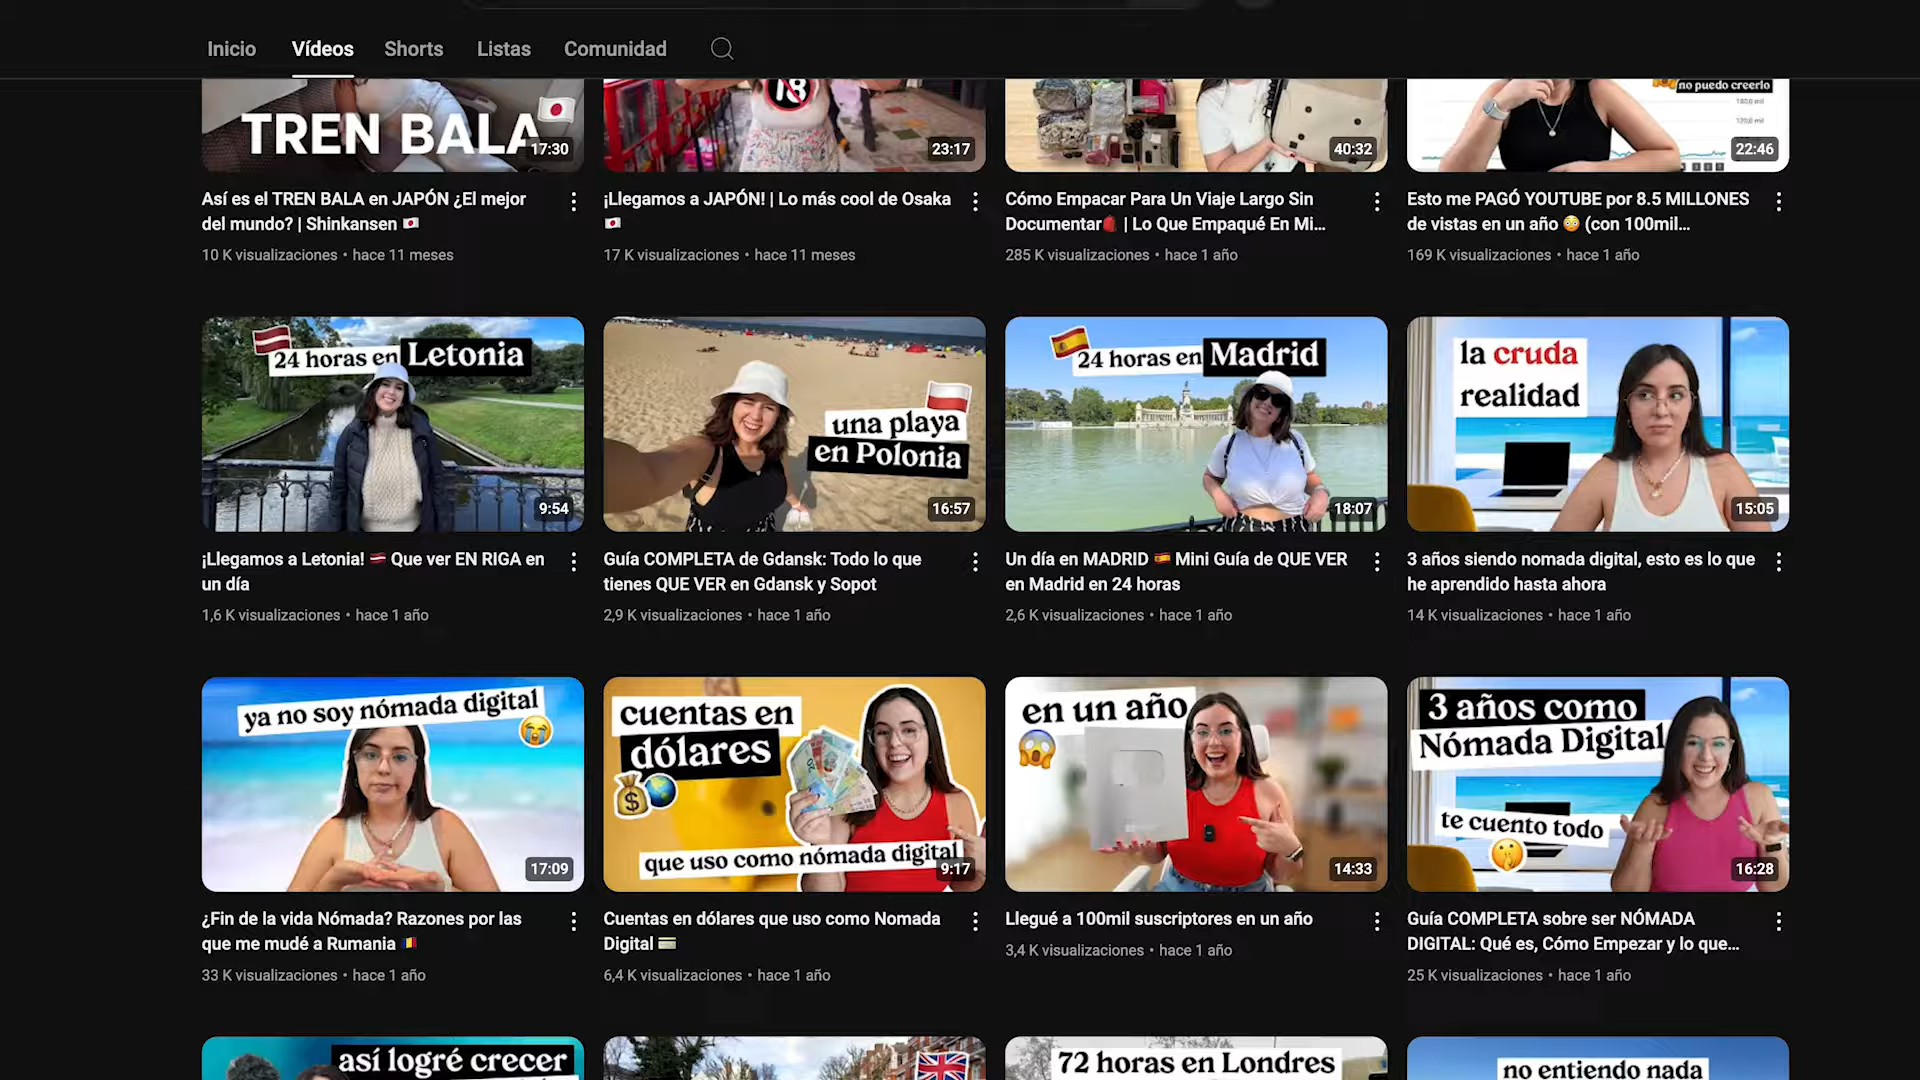 Inicio
Vídeos
Shorts
Listas
Comunidad
TREN BALA
17:30
18
23:17
40:32
no puedo creerlo
22:46
Así es el TREN BALA en JAPÓN ¿El mejor
del mundo? | Shinkansen 🇯🇵
10 K visualizaciones • hace 11 meses
¡Llegamos a JAPÓN! | Lo más cool de Osaka
🇯🇵
17 K visualizaciones • hace 11 meses
Cómo Empacar Para Un Viaje Largo Sin
Documentar🎒 | Lo Que Empaqué En Mi...
285 K visualizaciones • hace 1 año
Esto me PAGÓ YOUTUBE por 8.5 MILLONES
de vistas en un año 😳 (con 100mil...
169 K visualizaciones • hace 1 año
24 horas en Letonia
9:54
una playa
en Polonia
16:57
24 horas en Madrid
18:07
la cruda
realidad
15:05
¡Llegamos a Letonia! 🇱🇻 Que ver EN RIGA en
un día
1,6 K visualizaciones • hace 1 año
Guía COMPLETA de Gdansk: Todo lo que
tienes QUE VER en Gdansk y Sopot
2,9 K visualizaciones • hace 1 año
Un día en MADRID 🇪🇸 Mini Guía de QUE VER
en Madrid en 24 horas
2,6 K visualizaciones • hace 1 año
3 años siendo nomada digital, esto es lo que
he aprendido hasta ahora
14 K visualizaciones • hace 1 año
ya no soy nómada digital
17:09
cuentas en
dólares
que uso como nómada digital
9:17
en un año
14:33
3 años como
Nómada Digital
te cuento todo
16:28
¿Fin de la vida Nómada? Razones por las
que me mudé a Rumania 🇷🇴
33 K visualizaciones • hace 1 año
Cuentas en dólares que uso como Nomada
Digital 💳
6,4 K visualizaciones • hace 1 año
Llegué a 100mil suscriptores en un año
3,4 K visualizaciones • hace 1 año
Guía COMPLETA sobre ser NÓMADA
DIGITAL: Qué es, Cómo Empezar y lo que...
25 K visualizaciones • hace 1 año
así logré crecer
72 horas en Londres
no entiendo nada